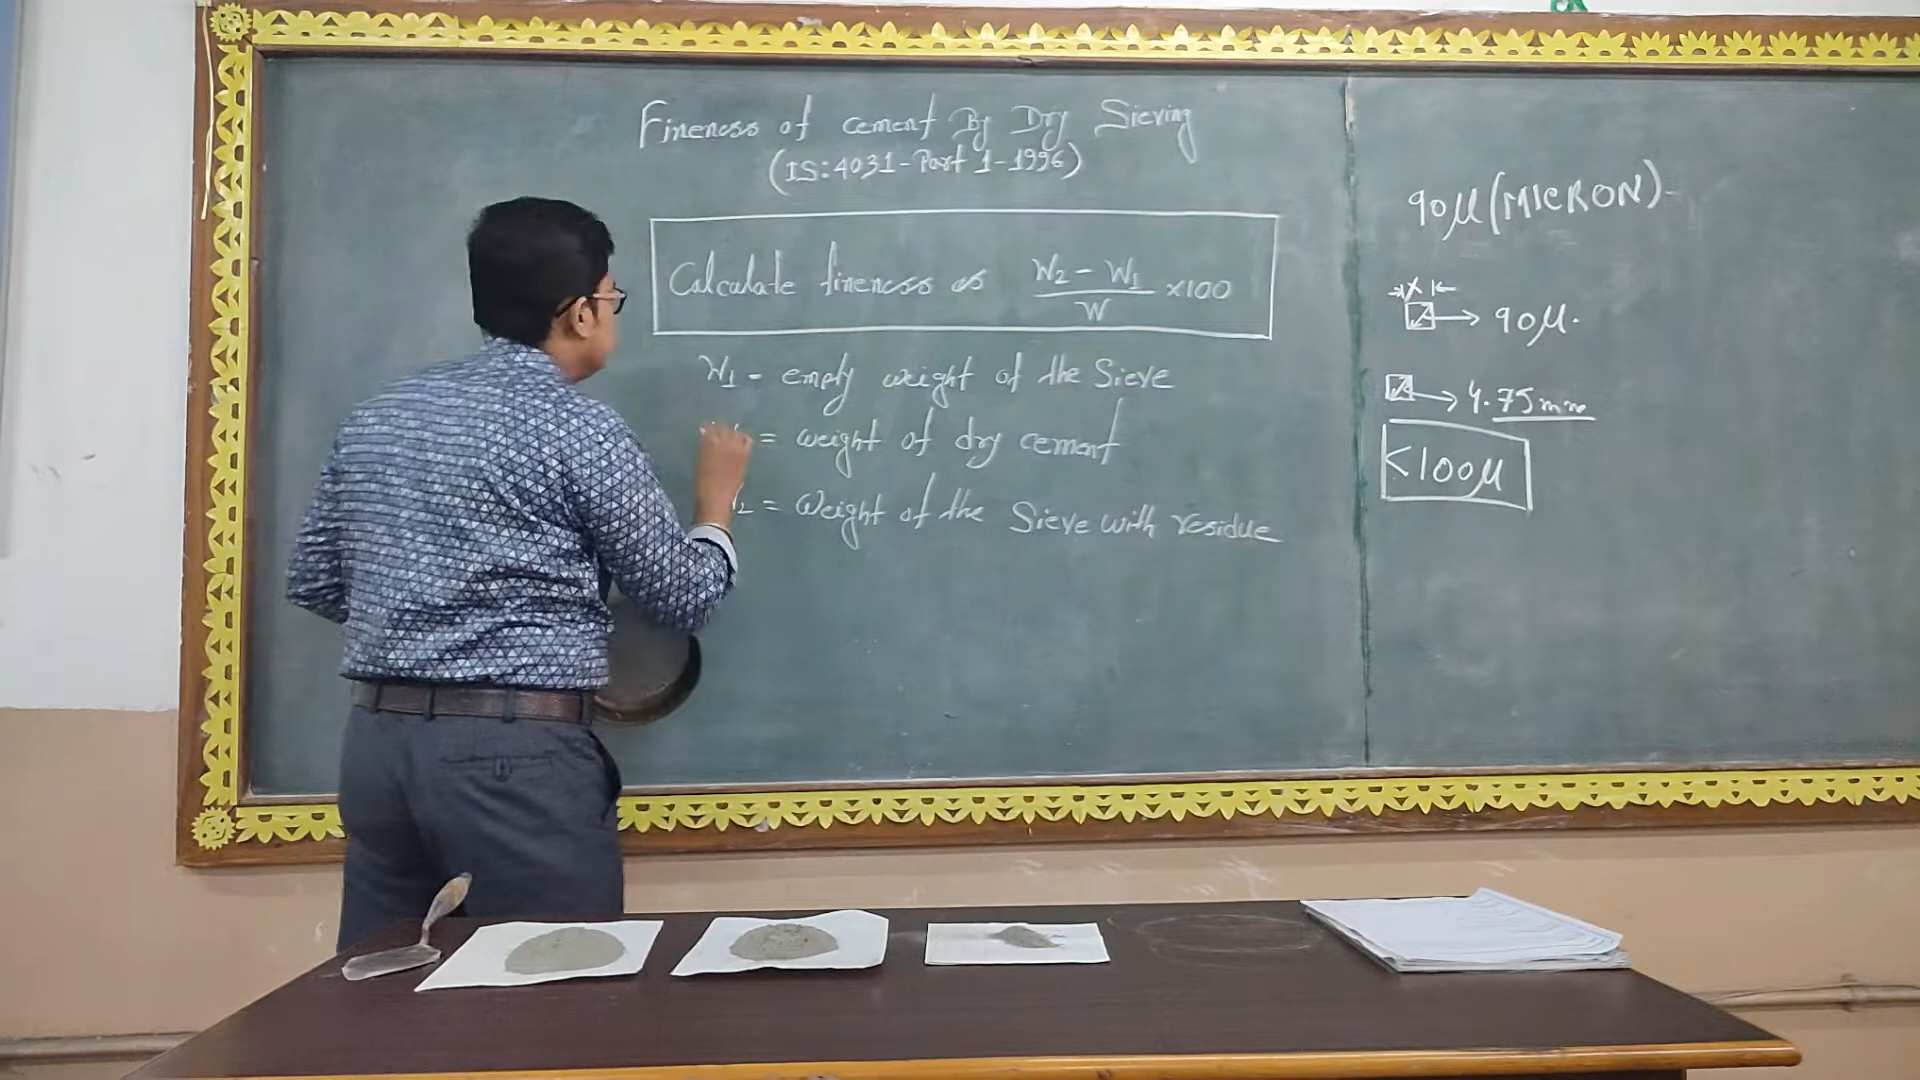 Fineness of cement By Dry Sieving
(IS:4031-Part 1-1996)
Calculate fineness as W2 - W1 / W ×100
W1 - empty weight of the Sieve
= weight of dry cement
2 = Weight of the Sieve with residue
90μ (MICRON)
90μ.
4.75mm
<100μ